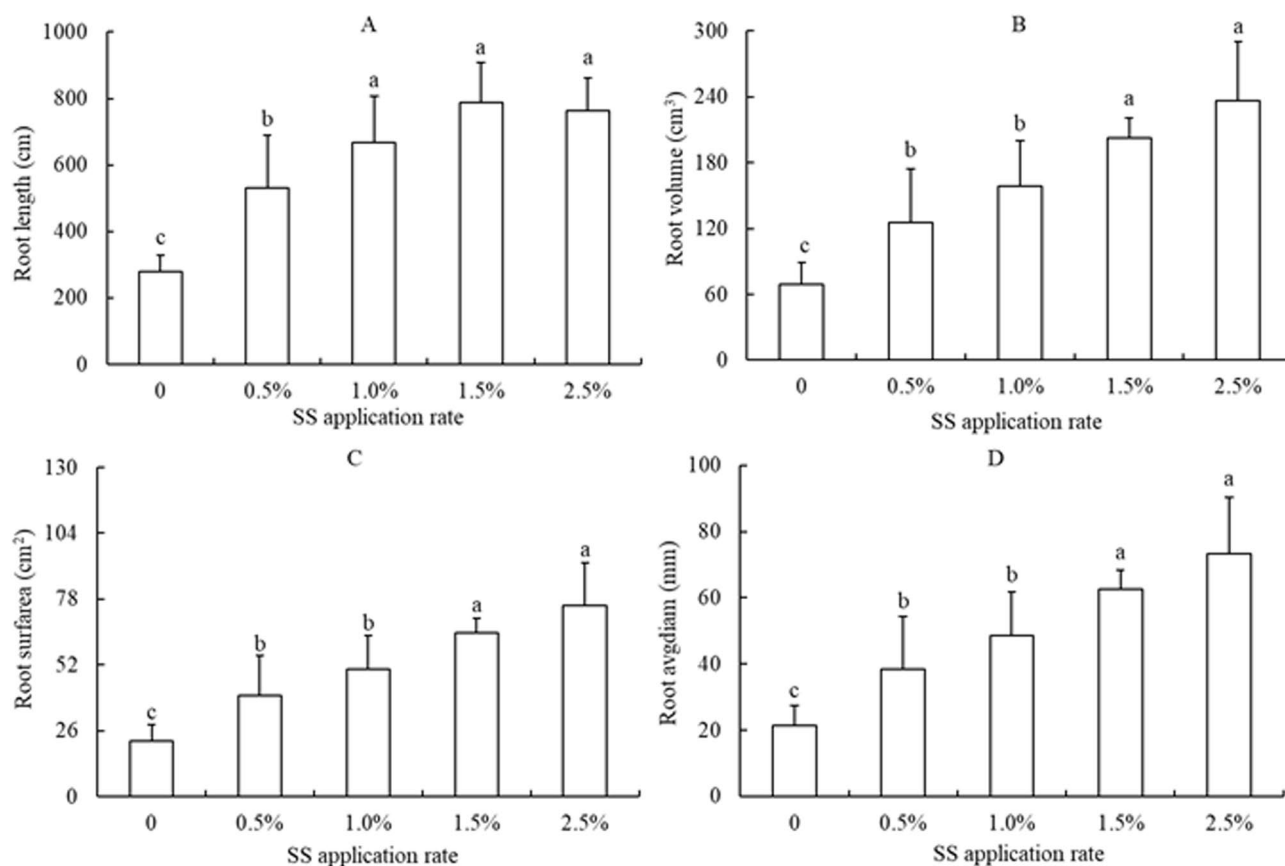 A
Root length (cm)
1000
800
600
400
200
0
c
b
a
a
a
0 0.5% 1.0% 1.5% 2.5%
SS application rate
B
Root volume (cm³)
300
240
180
120
60
0
c
b
b
a
a
0 0.5% 1.0% 1.5% 2.5%
SS application rate
C
Root surfarea (cm²)
130
104
78
52
26
0
c
b
b
a
a
0 0.5% 1.0% 1.5% 2.5%
SS application rate
D
Root avgdiam (mm)
100
80
60
40
20
0
c
b
b
a
a
0 0.5% 1.0% 1.5% 2.5%
SS application rate